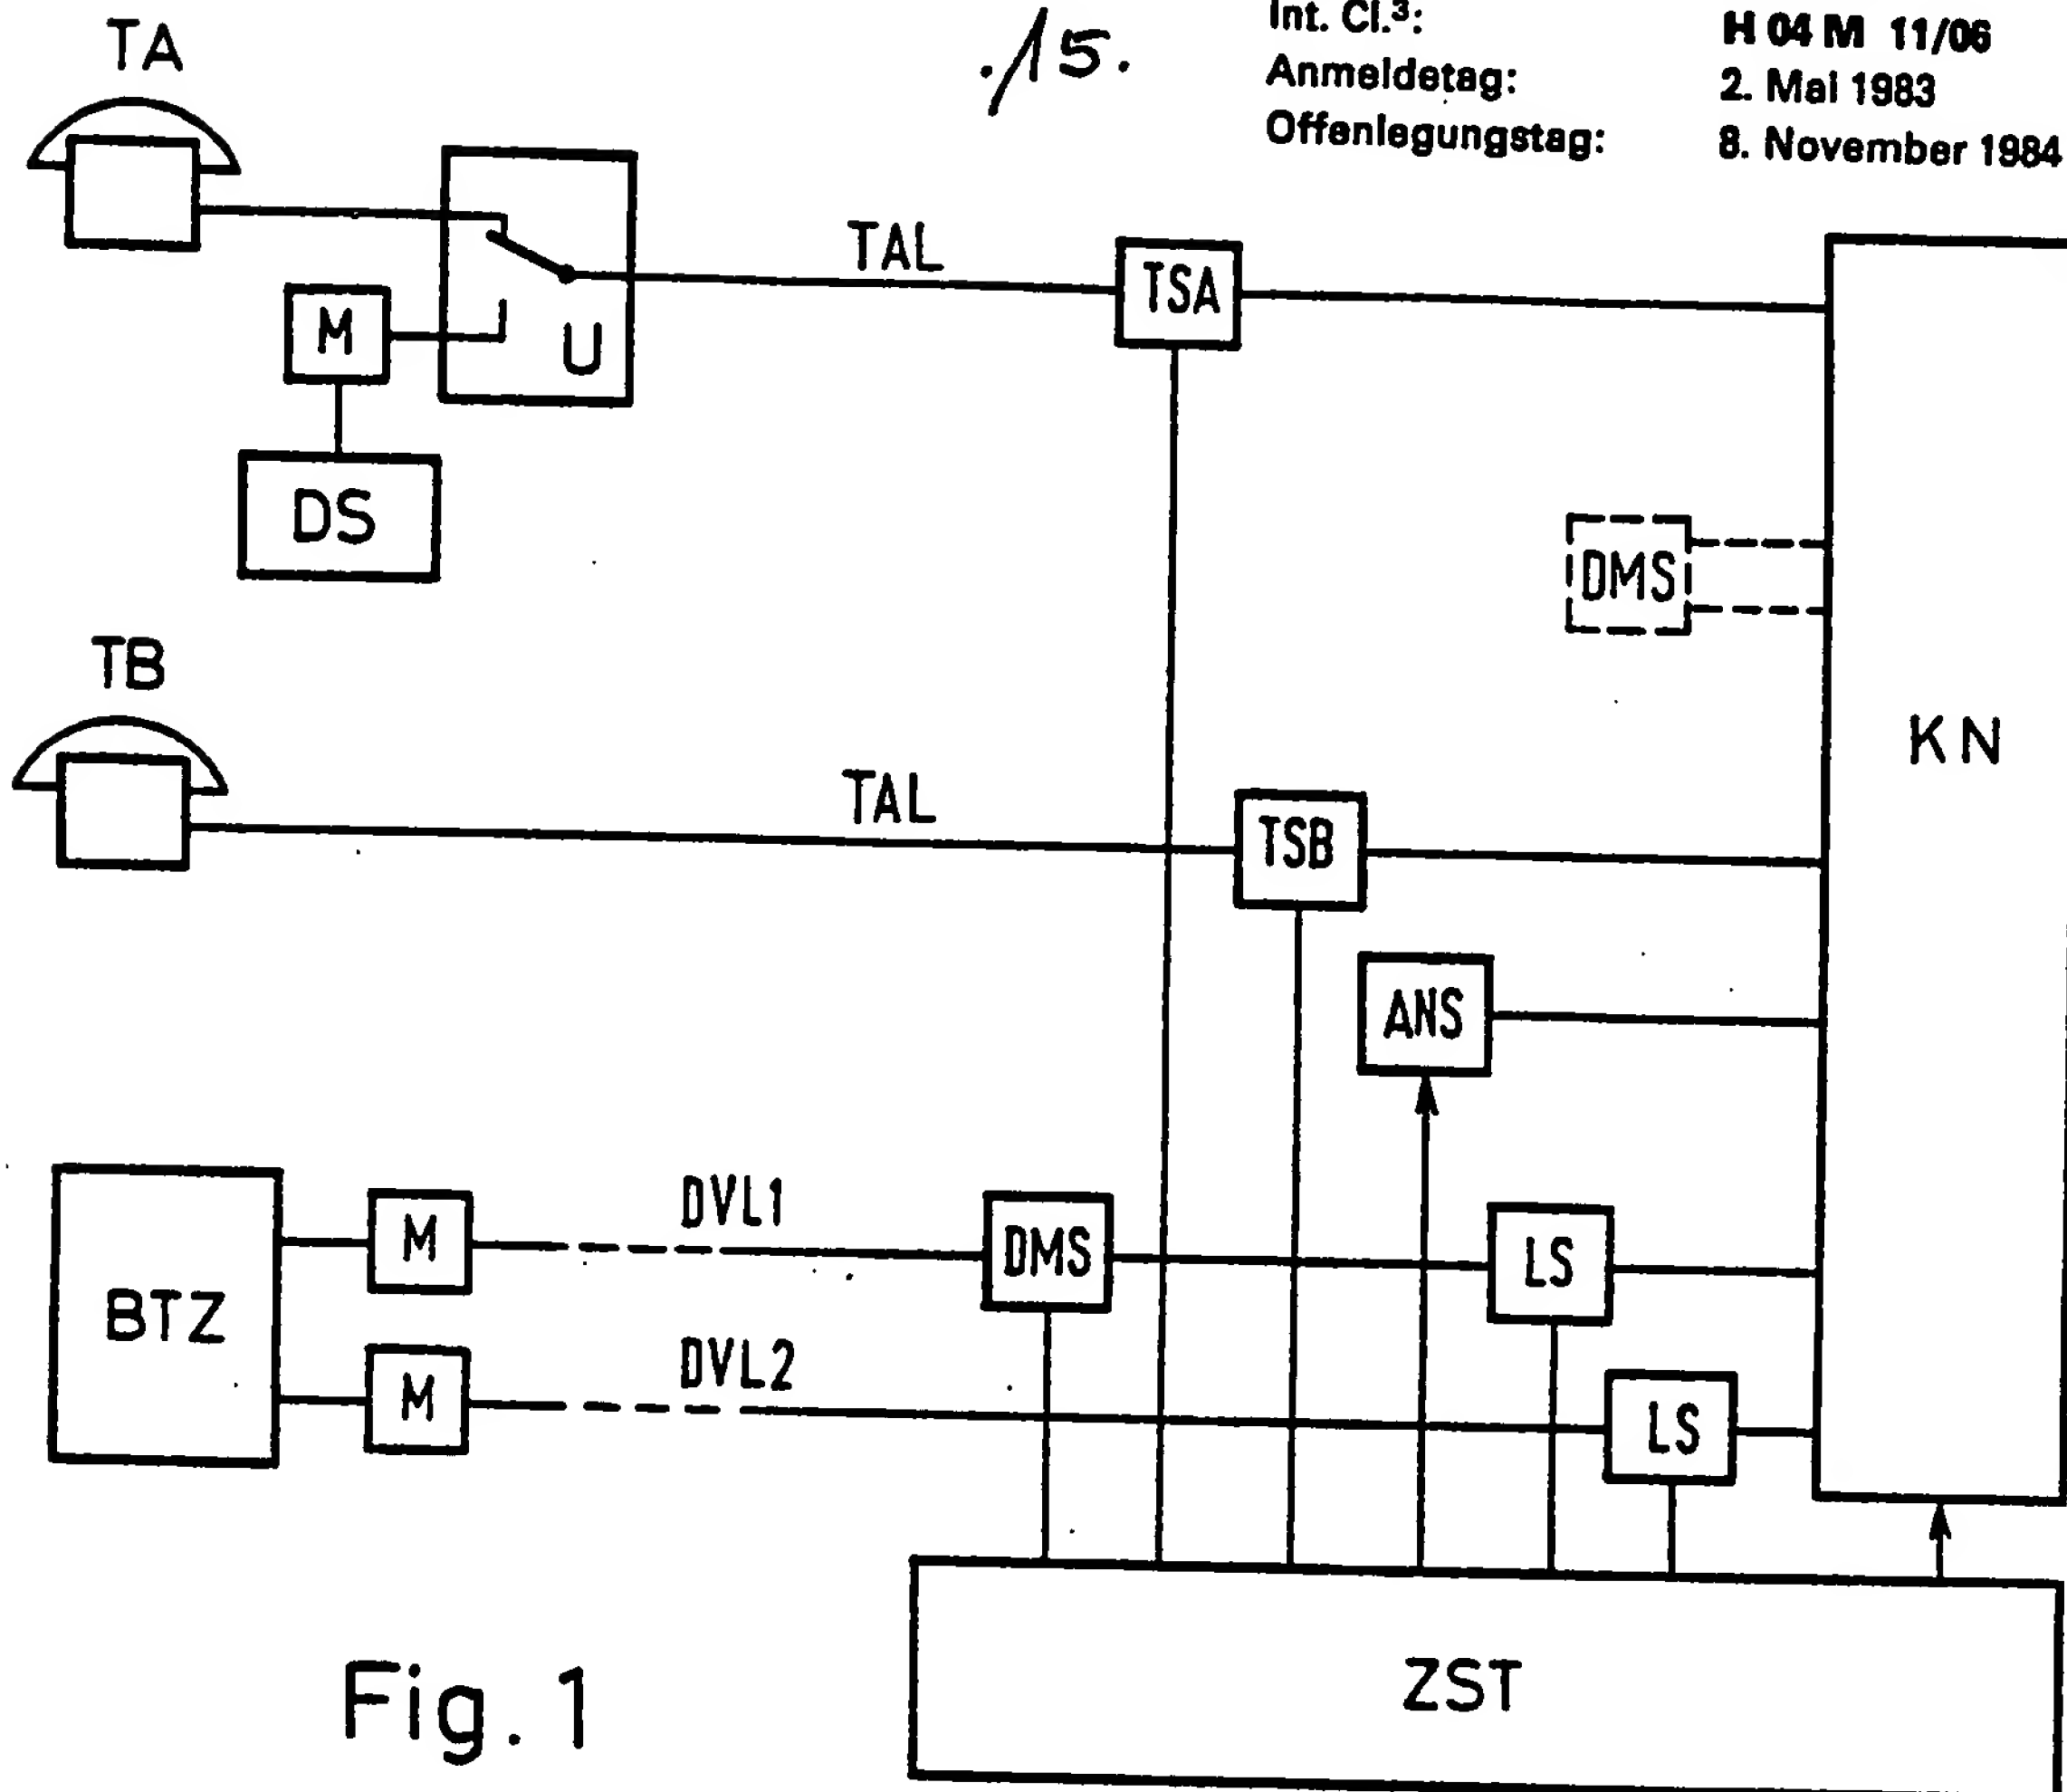 .15.
Int. Cl.³: H 04 M 11/06
Anmeldetag: 2. Mai 1983
Offenlegungstag: 8. November 1984
TA
TAL
TSA
M
U
DS
DMS
TB
KN
TAL
TSB
ANS
DVL1
M
DMS
LS
BTZ
DVL2
M
LS
ZST
Fig. 1